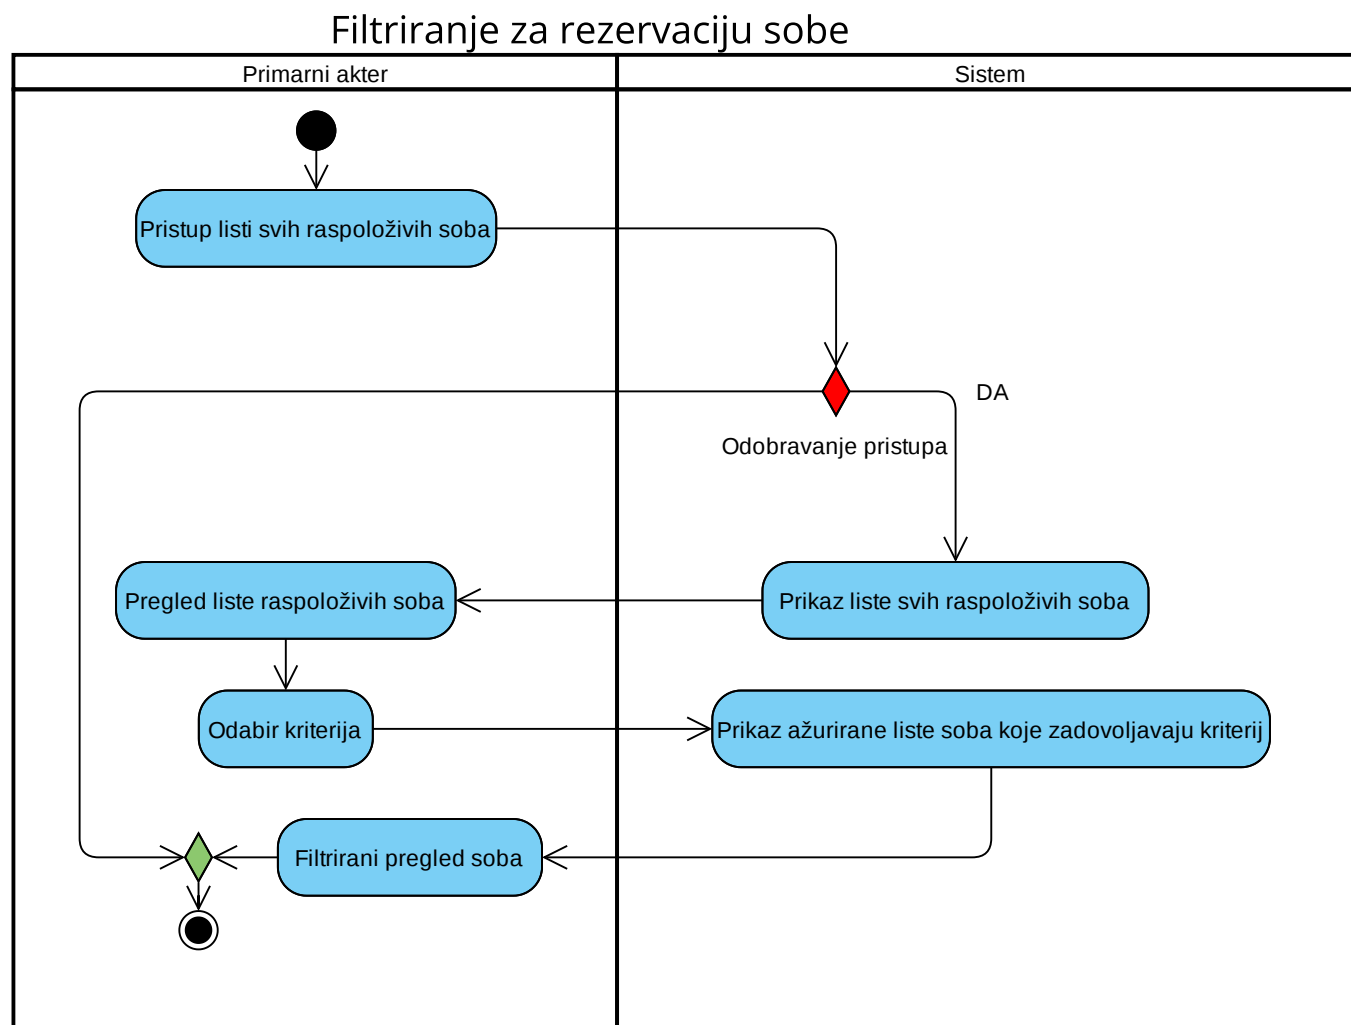 Filtriranje za rezervaciju sobe
Primarni akter
Sistem
Pristup listi svih raspoloživih soba
DA
Odobravanje pristupa
Pregled liste raspoloživih soba
Prikaz liste svih raspoloživih soba
Odabir kriterija
Prikaz ažurirane liste soba koje zadovoljavaju kriterij
Filtrirani pregled soba